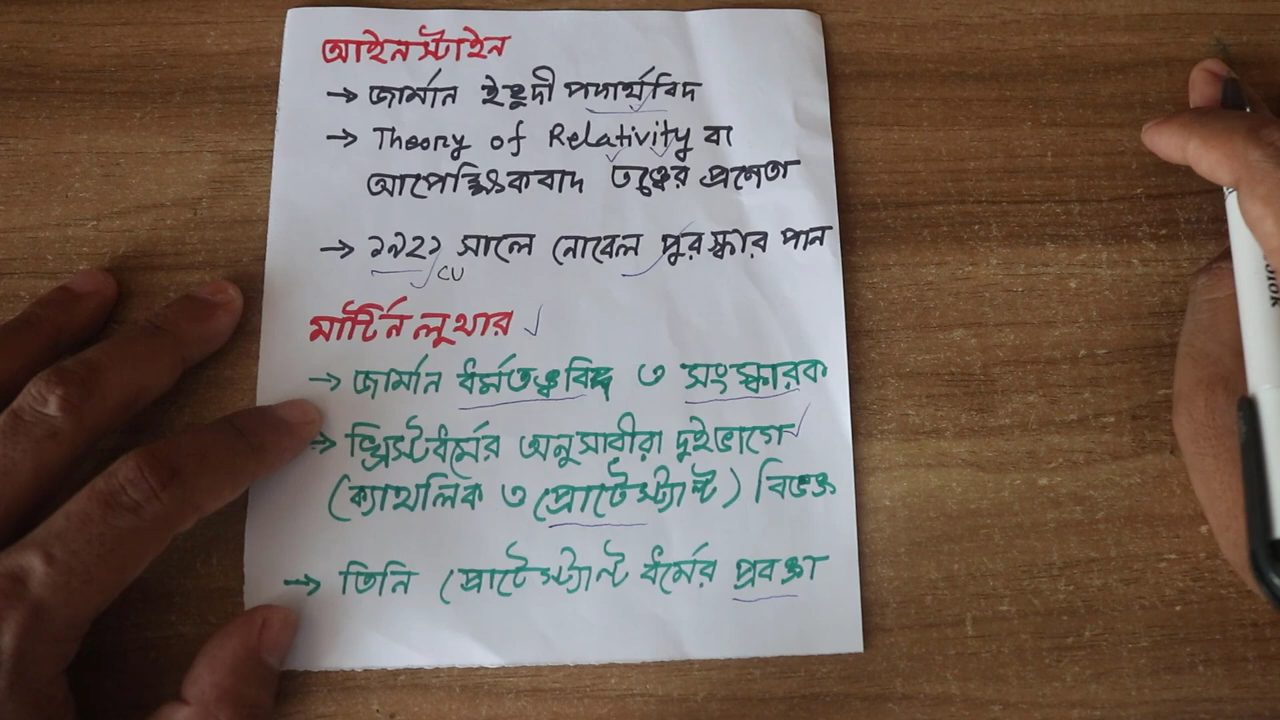 আইনস্টাইন
→ জার্মান ইহুদী পদার্থবিদ
→ Theory of Relativity বা
আপেক্ষিকবাদ তত্ত্বের প্রনেতা
→ ১৯২১ সালে নোবেল পুরস্কার পান
CU
মার্টিন লুথার
→ জার্মান ধর্মতত্ত্ববিদ ও সংস্কারক
→ খ্রিস্টধর্মের অনুসারীরা দুইভাগে
(ক্যাথলিক ও প্রোটেস্ট্যান্ট) বিভক্ত
→ তিনি প্রোটেস্ট্যান্ট ধর্মের প্রবক্তা